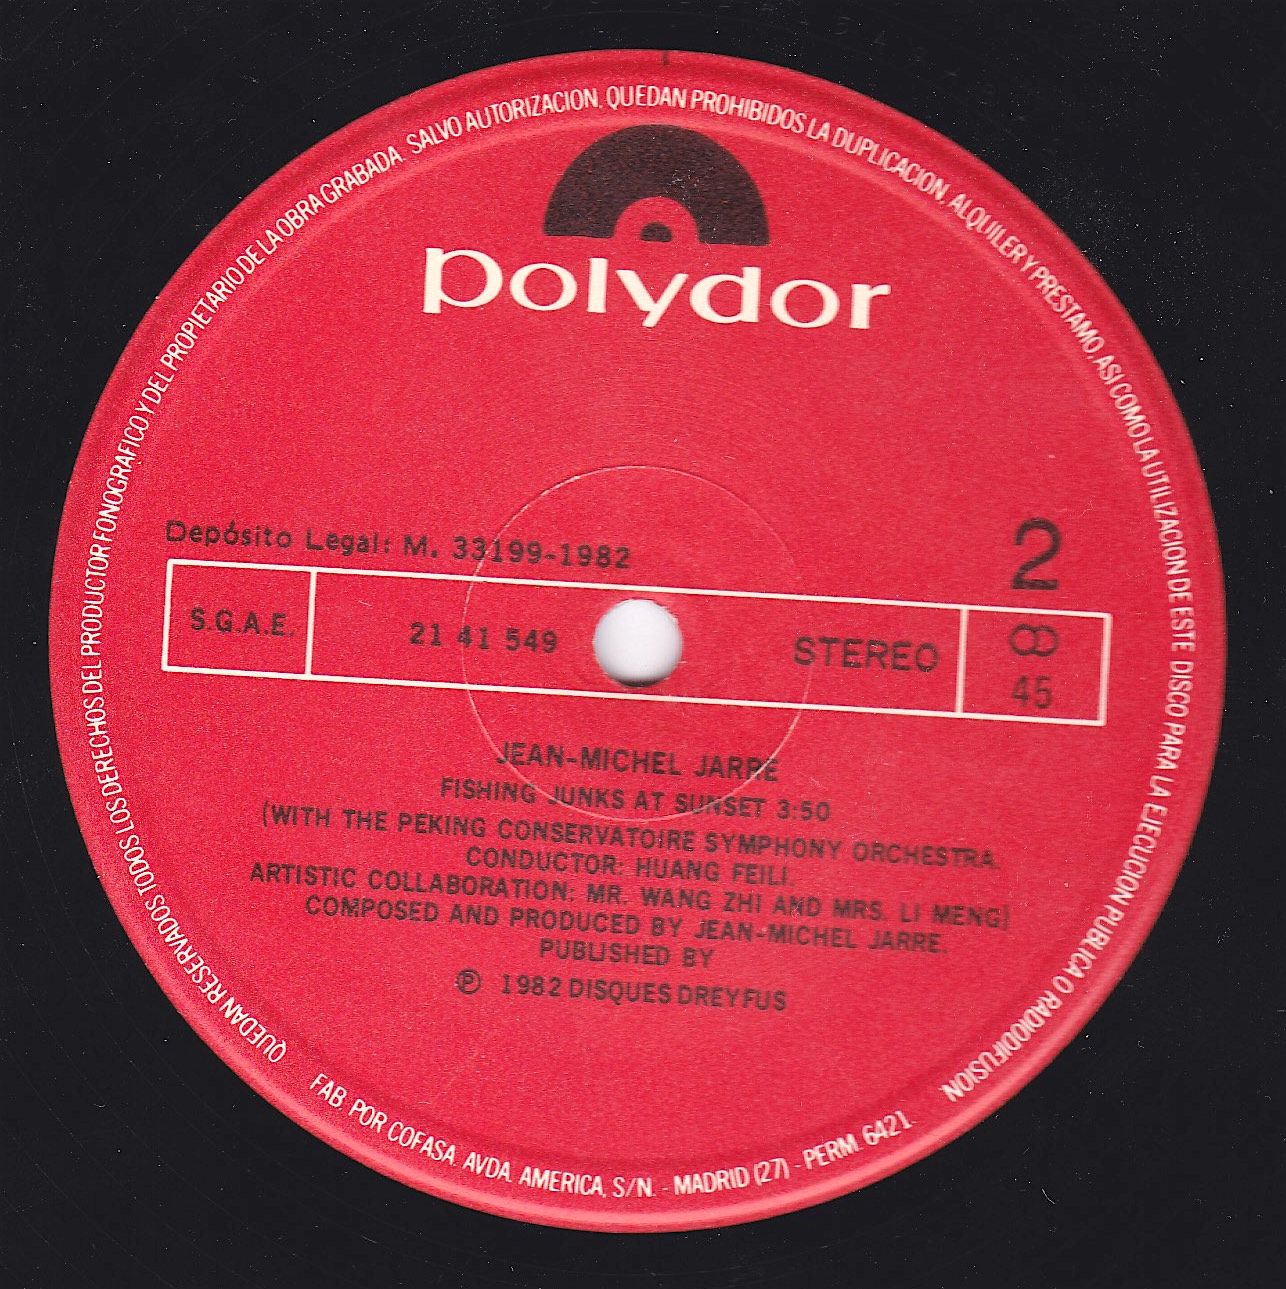 QUEDAN RESERVADOS TODOS LOS DERECHOS DEL PRODUCTOR FONOGRAFICO Y DEL PROPIETARIO DE LA OBRA GRABADA. SALVO AUTORIZACION, QUEDAN PROHIBIDOS LA DUPLICACION, ALQUILER Y PRESTAMO, ASI COMO LA UTILIZACION DE ESTE DISCO PARA LA EJECUCION PUBLICA O RADIODIFUSION
polydor
Depósito Legal: M. 33199-1982
2
S.G.A.E. 21 41 549 STEREO
45
JEAN-MICHEL JARRE
FISHING JUNKS AT SUNSET 3:50
(WITH THE PEKING CONSERVATOIRE SYMPHONY ORCHESTRA.
CONDUCTOR: HUANG FEILI.
ARTISTIC COLLABORATION: MR. WANG ZHI AND MRS. LI MENG)
COMPOSED AND PRODUCED BY JEAN-MICHEL JARRE.
PUBLISHED BY
Ⓟ 1982 DISQUES DREYFUS
FAB. POR COFASA. AVDA. AMERICA, S/N. - MADRID (27) - PERM. 6421.